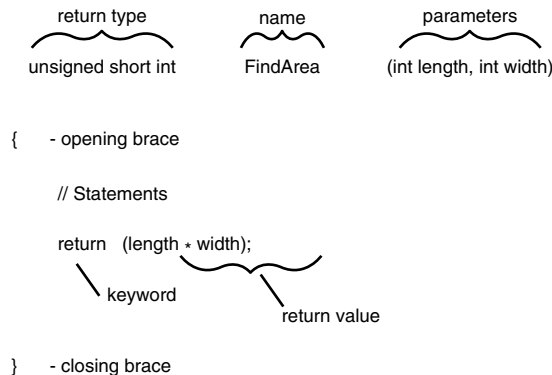 return type name parameters
unsigned short int FindArea (int length, int width)
{ - opening brace
// Statements
return (length * width);
keyword
return value
} - closing brace